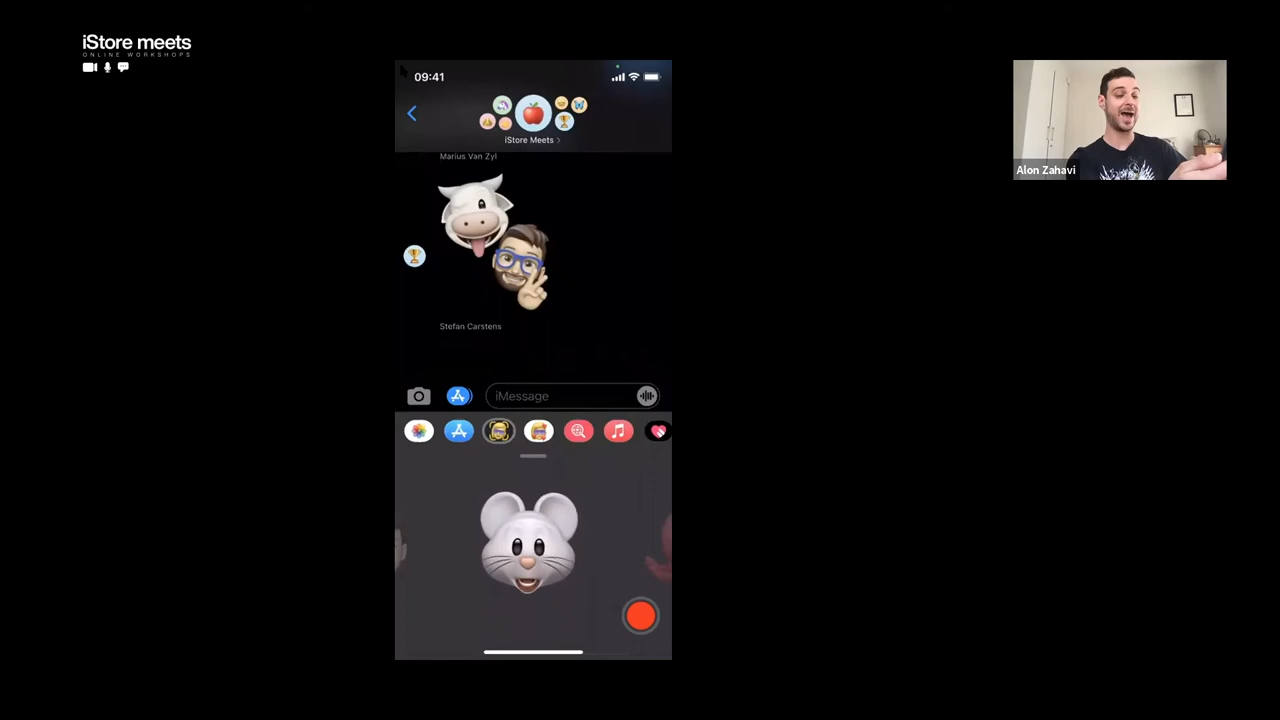 iStore meets
ONLINE WORKSHOPS
09:41
iStore Meets
Marius Van Zyl
Stefan Carstens
iMessage
Alon Zahavi